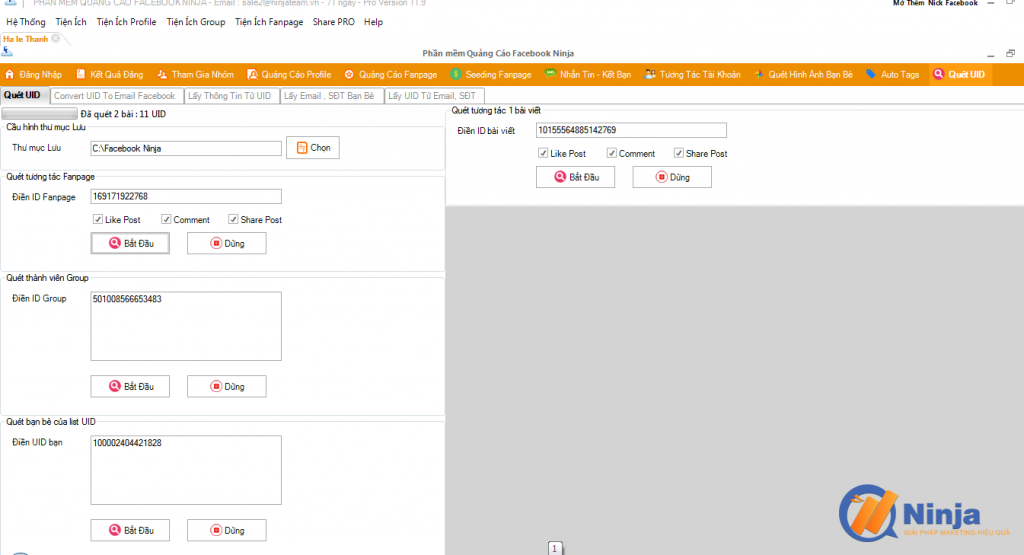 PHẦN MỀM QUẢNG CÁO FACEBOOK NINJA - Email : sale2@ninjateam.vn - 71 ngày - Pro Version 11.9
Mở Thêm Nick Facebook
Hệ Thống Tiện Ích Tiện Ích Profile Tiện Ích Group Tiện Ích Fanpage Share PRO Help
Ha le Thanh
Phần mềm Quảng Cáo Facebook Ninja
Đăng Nhập Kết Quả Đăng Tham Gia Nhóm Quảng Cáo Profile Quảng Cáo Fanpage Seeding Fanpage Nhắn Tin - Kết Bạn Tương Tác Tài Khoản Quét Hình Ảnh Bạn Bè Auto Tags Quét UID
Quét UID Convert UID To Email Facebook Lấy Thông Tin Từ UID Lấy Email , SĐT Bạn Bè Lấy UID Từ Email, SĐT
Đã quét 2 bài : 11 UID
Cấu hình thư mục Lưu
Thư mục Lưu C:\Facebook Ninja Chọn
Quét tương tác Fanpage
Điền ID Fanpage 169171922768
Like Post Comment Share Post
Bắt Đầu Dừng
Quét thành viên Group
Điền ID Group 501008566653483
Bắt Đầu Dừng
Quét bạn bè của list UID
Điền UID bạn 100002404421828
Bắt Đầu Dừng
Quét tương tác 1 bài viết
Điền ID bài viết 10155564885142769
Like Post Comment Share Post
Bắt Đầu Dừng
1
Ninja
GIẢI PHÁP MAKETING HIỆU QUẢ